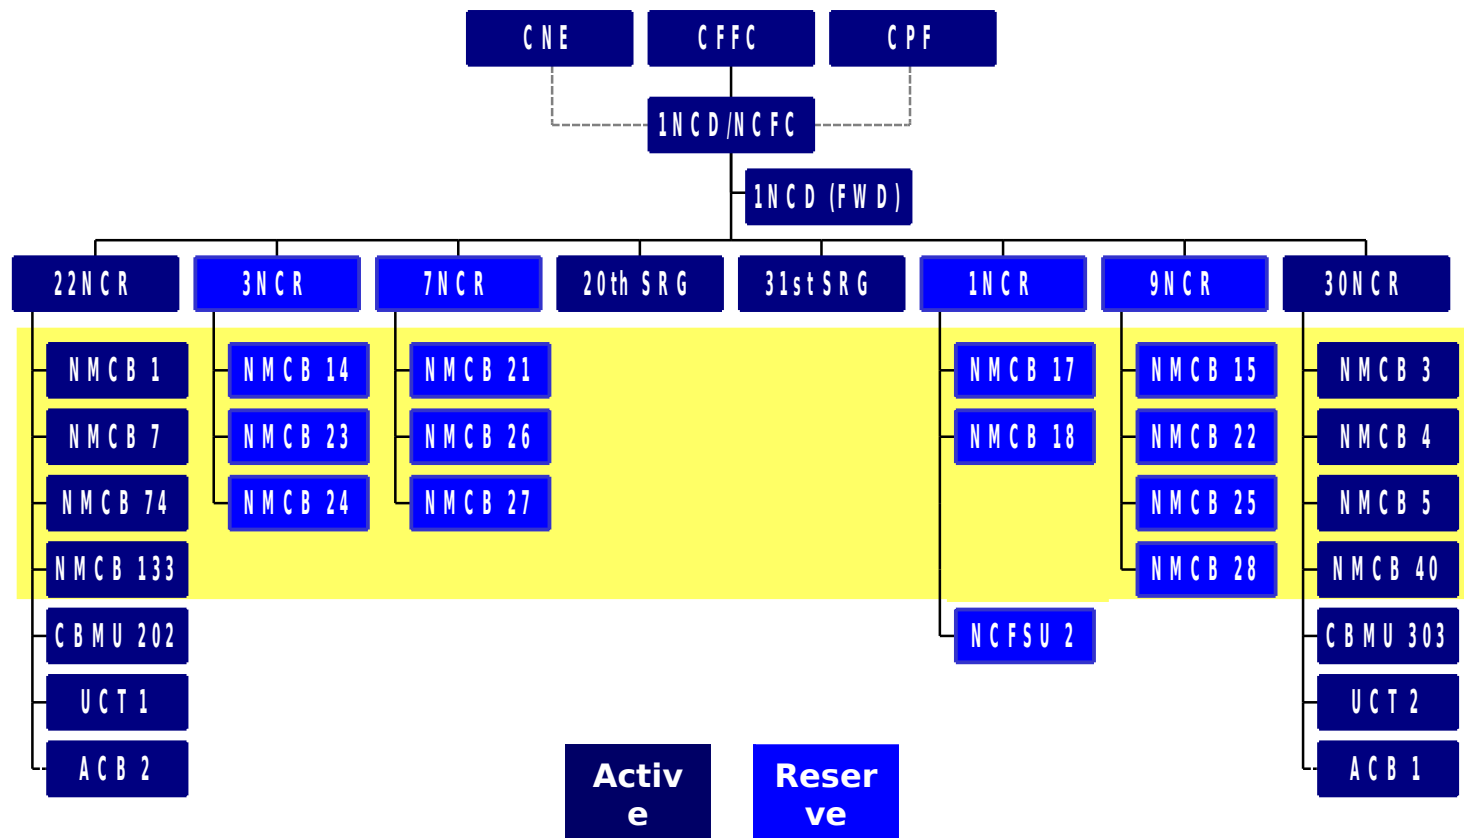 CNE
CFFC
CPF
1NCD/NCFC
1NCD (FWD)
22NCR
3NCR
7NCR
20th SRG
31st SRG
1NCR
9NCR
30NCR
NMCB 1
NMCB 14
NMCB 21
NMCB 17
NMCB 15
NMCB 3
NMCB 7
NMCB 23
NMCB 26
NMCB 18
NMCB 22
NMCB 4
NMCB 74
NMCB 24
NMCB 27
NMCB 25
NMCB 5
NMCB 133
NMCB 28
NMCB 40
CBMU 202
NCFSU 2
CBMU 303
UCT 1
UCT 2
ACB 2
ACB 1
Activ
e
Reser
ve